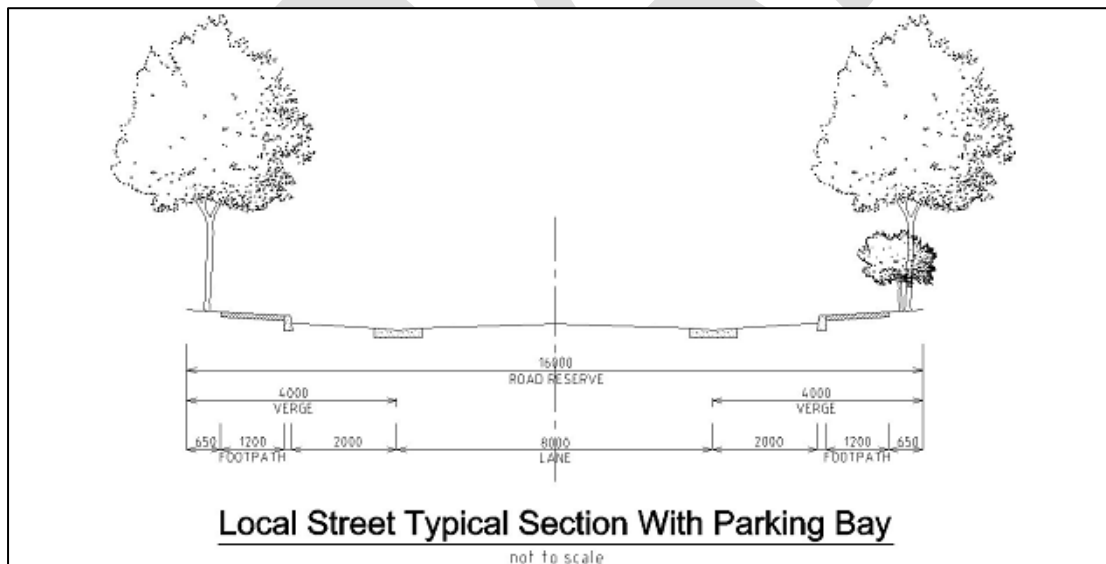 16000
ROAD RESERVE
4000 4000
VERGE VERGE
650 1200 2000 8000 2000 1200 650
FOOTPATH LANE FOOTPATH
Local Street Typical Section With Parking Bay
not to scale